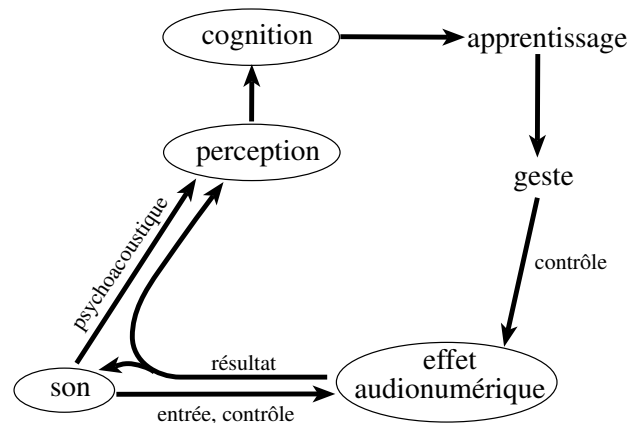 cognition
apprentissage
perception
geste
psychoacoustique
contrôle
résultat
effet
audionumérique
son
entrée, contrôle